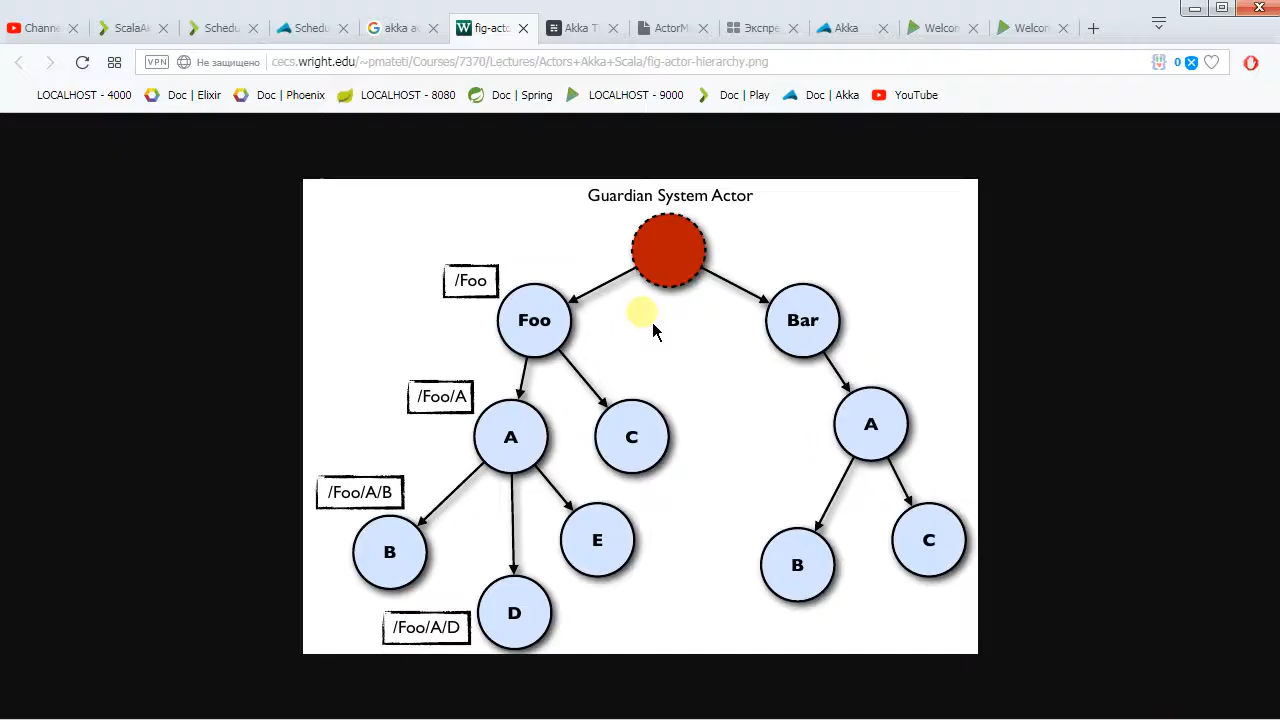 Channe
ScalaA
Schedu
Schedu
akka a
fig-acto
Akka T
ActorM
Экспре
Akka
Welcon
Welcon
VPN
Не защищено
cecs.wright.edu/~pmateti/Courses/7370/Lectures/Actors+Akka+Scala/fig-actor-hierarchy.png
0
LOCALHOST - 4000
Doc | Elixir
Doc | Phoenix
LOCALHOST - 8080
Doc | Spring
LOCALHOST - 9000
Doc | Play
Doc | Akka
YouTube
Guardian System Actor
/Foo
Foo
Bar
/Foo/A
A
C
A
/Foo/A/B
B
E
B
C
D
/Foo/A/D